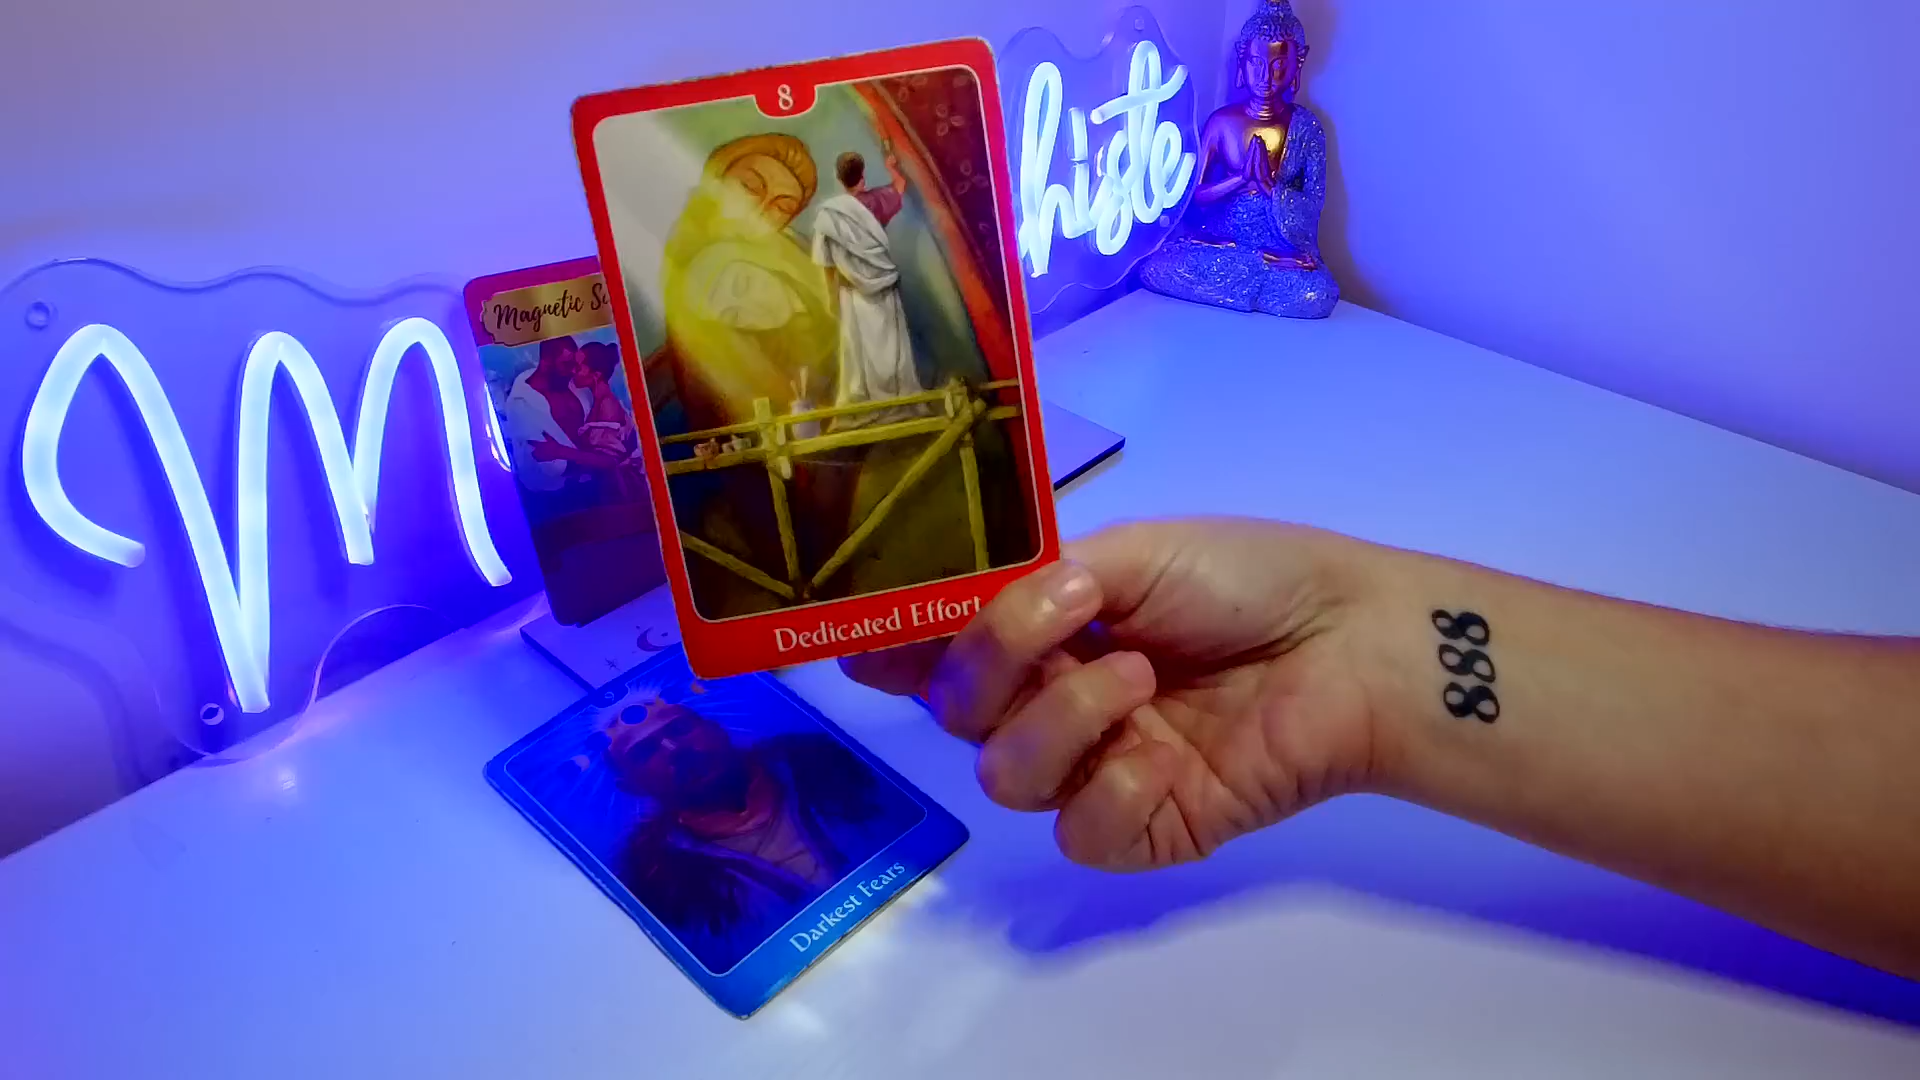 8
Magnetic
histe
Dedicated Effort
Darkest Fears
888
M